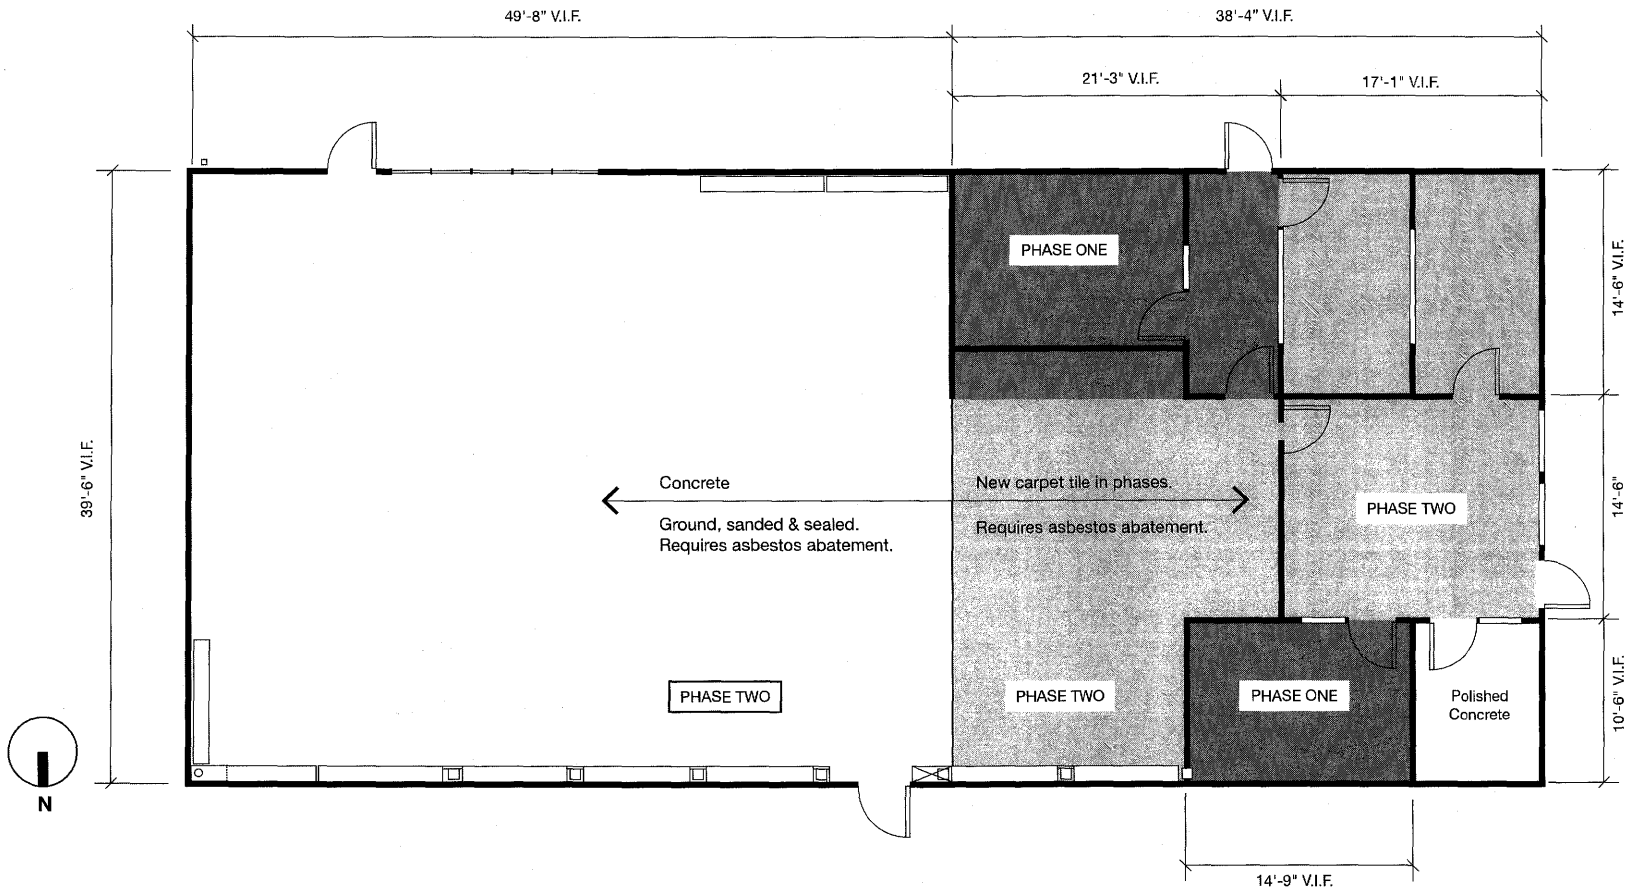 49'-8" V.I.F.
38'-4" V.I.F.
21'-3" V.I.F.
17'-1" V.I.F.
PHASE ONE
14'-6" V.I.F.
39'-6" V.I.F.
Concrete
New carpet tile in phases.
Ground, sanded & sealed.
Requires asbestos abatement.
Requires asbestos abatement.
PHASE TWO
14'-6"
PHASE TWO
PHASE TWO
PHASE ONE
Polished
Concrete
10'-6" V.I.F.
N
14'-9" V.I.F.